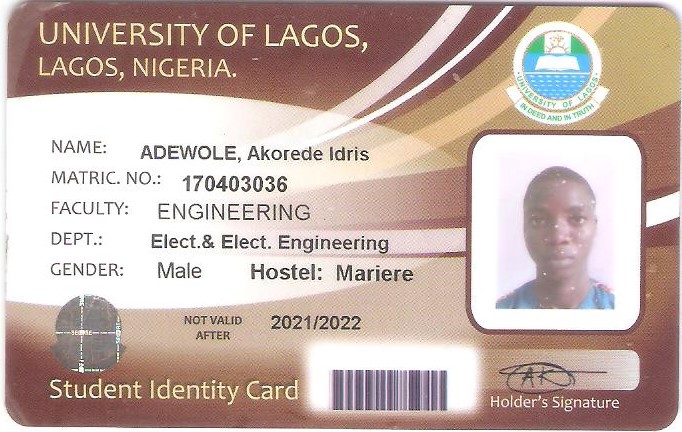 UNIVERSITY OF LAGOS,
LAGOS, NIGERIA.
UNIVERSITY OF LAGOS
IN DEED AND IN TRUTH
NAME: ADEWOLE, Akorede Idris
MATRIC. NO.: 170403036
FACULTY: ENGINEERING
DEPT.: Elect.& Elect. Engineering
GENDER: Male Hostel: Mariere
NOT VALID
AFTER
2021/2022
Student Identity Card
Holder's Signature